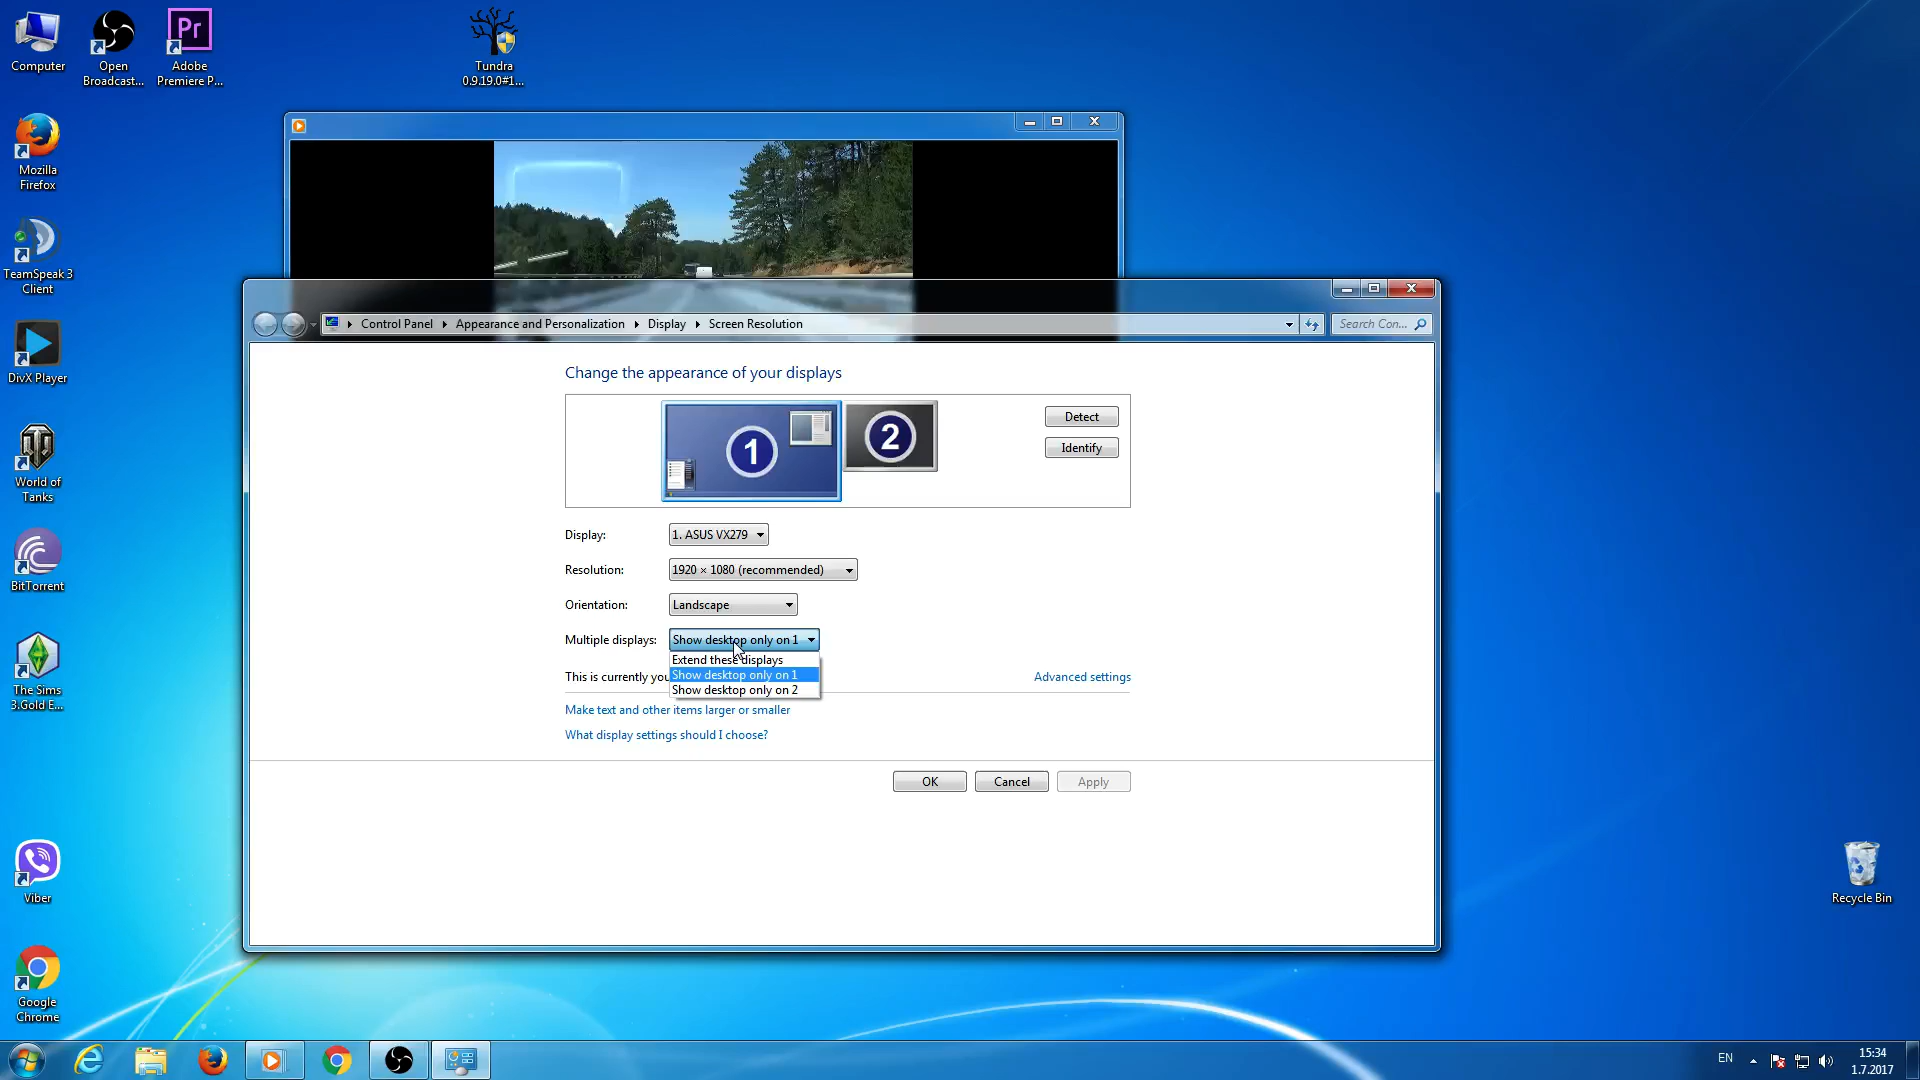 Computer
Open
Broadcast...
Pr
Adobe
Premiere P...
Tundra
0.9.19.0#1...
Mozilla
Firefox
TeamSpeak 3
Client
DivX Player
World of
Tanks
BitTorrent
The Sims
3.Gold E...
Viber
Google
Chrome
Recycle Bin
Control Panel
Appearance and Personalization
Display
Screen Resolution
Search Con...
Change the appearance of your displays
1
2
Detect
Identify
Display:
1. ASUS VX279
Resolution:
1920 × 1080 (recommended)
Orientation:
Landscape
Multiple displays:
Show desktop only on 1
Extend these displays
Show desktop only on 1
Show desktop only on 2
This is currently you
Advanced settings
Make text and other items larger or smaller
What display settings should I choose?
OK
Cancel
Apply
EN
15:34
1.7.2017